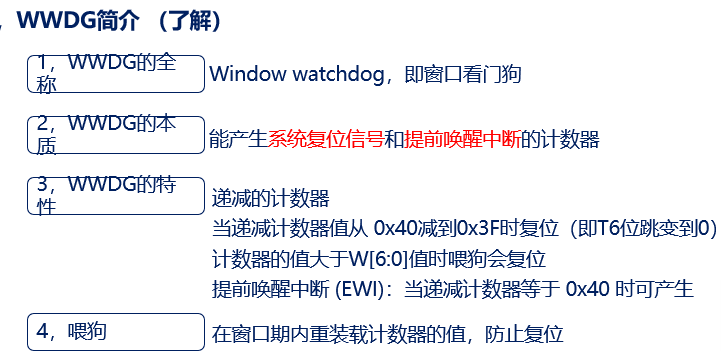 ，WWDG简介 （了解）
1，WWDG的全
称
Window watchdog，即窗口看门狗
2，WWDG的本
质
能产生系统复位信号和提前唤醒中断的计数器
3，WWDG的特
性
递减的计数器
当递减计数器值从 0x40减到0x3F时复位（即T6位跳变到0）
计数器的值大于W[6:0]值时喂狗会复位
提前唤醒中断 (EWI)：当递减计数器等于 0x40 时可产生
4，喂狗
在窗口期内重装载计数器的值，防止复位